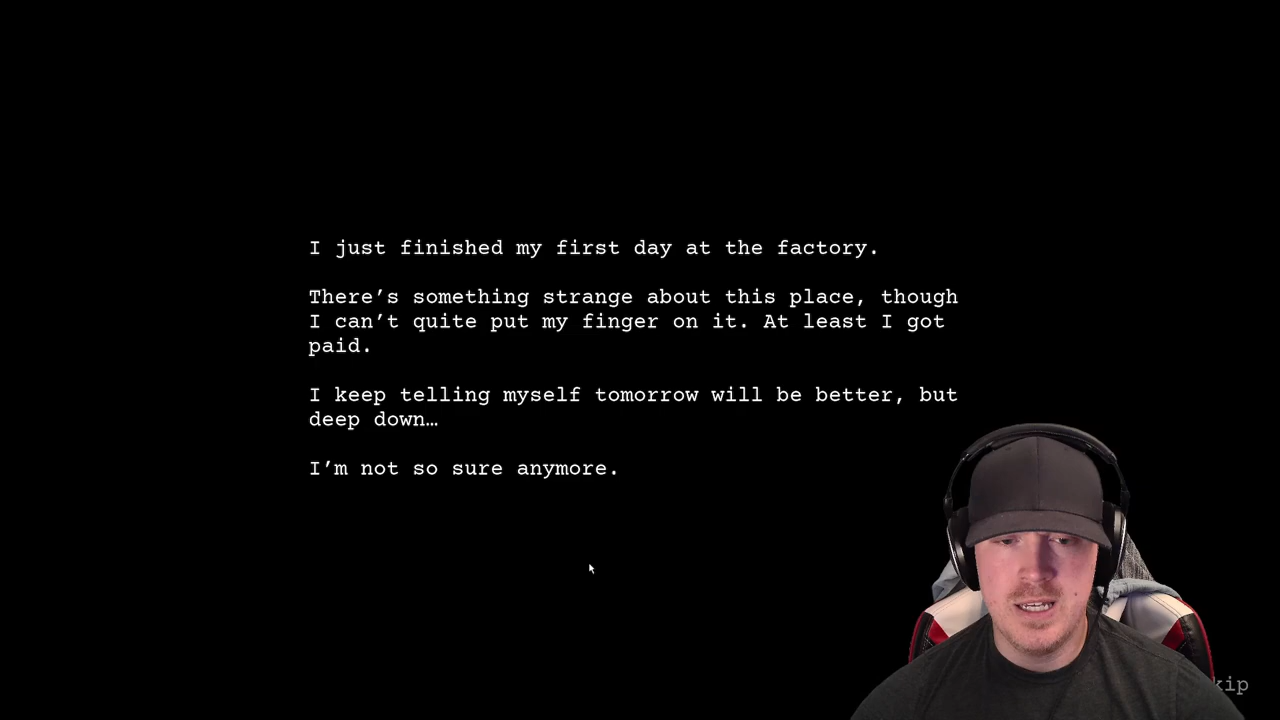 I just finished my first day at the factory.
There’s something strange about this place, though
I can’t quite put my finger on it. At least I got
paid.
I keep telling myself tomorrow will be better, but
deep down…
I’m not so sure anymore.